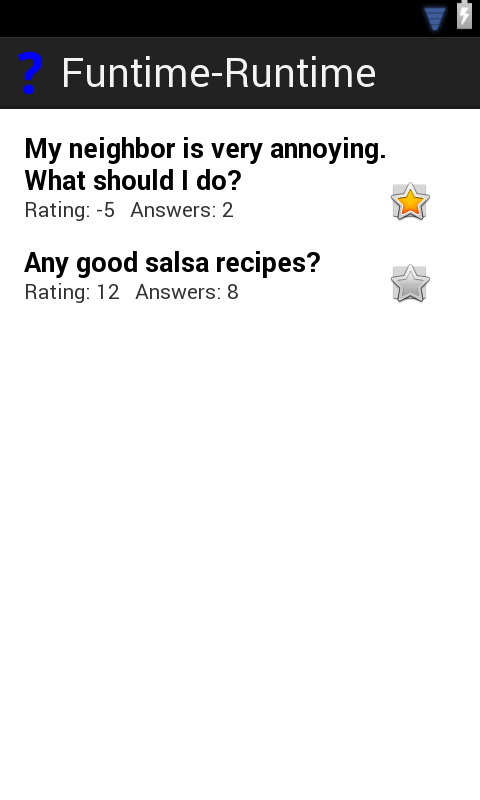 ? Funtime-Runtime
My neighbor is very annoying.
What should I do?
Rating: -5 Answers: 2
Any good salsa recipes?
Rating: 12 Answers: 8